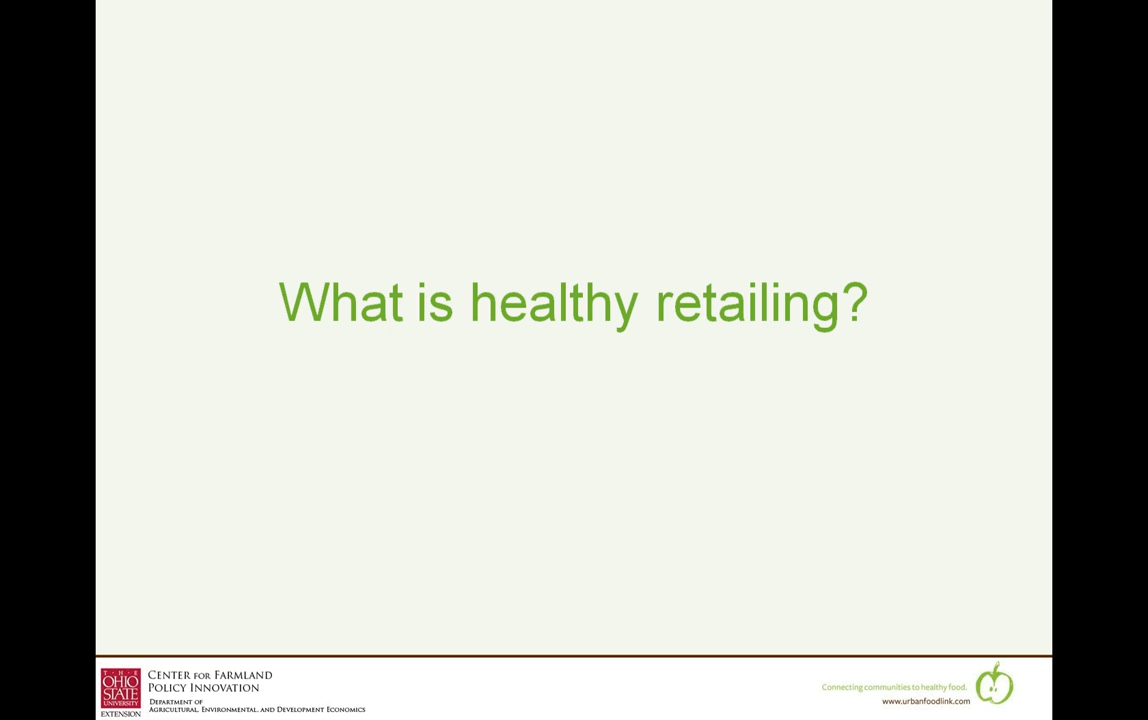 What is healthy retailing?
T · H · E
OHIO
STATE
UNIVERSITY
EXTENSION
CENTER FOR FARMLAND
POLICY INNOVATION
DEPARTMENT OF
AGRICULTURAL, ENVIRONMENTAL, AND DEVELOPMENT ECONOMICS
Connecting communities to healthy food.
www.urbanfoodlink.com